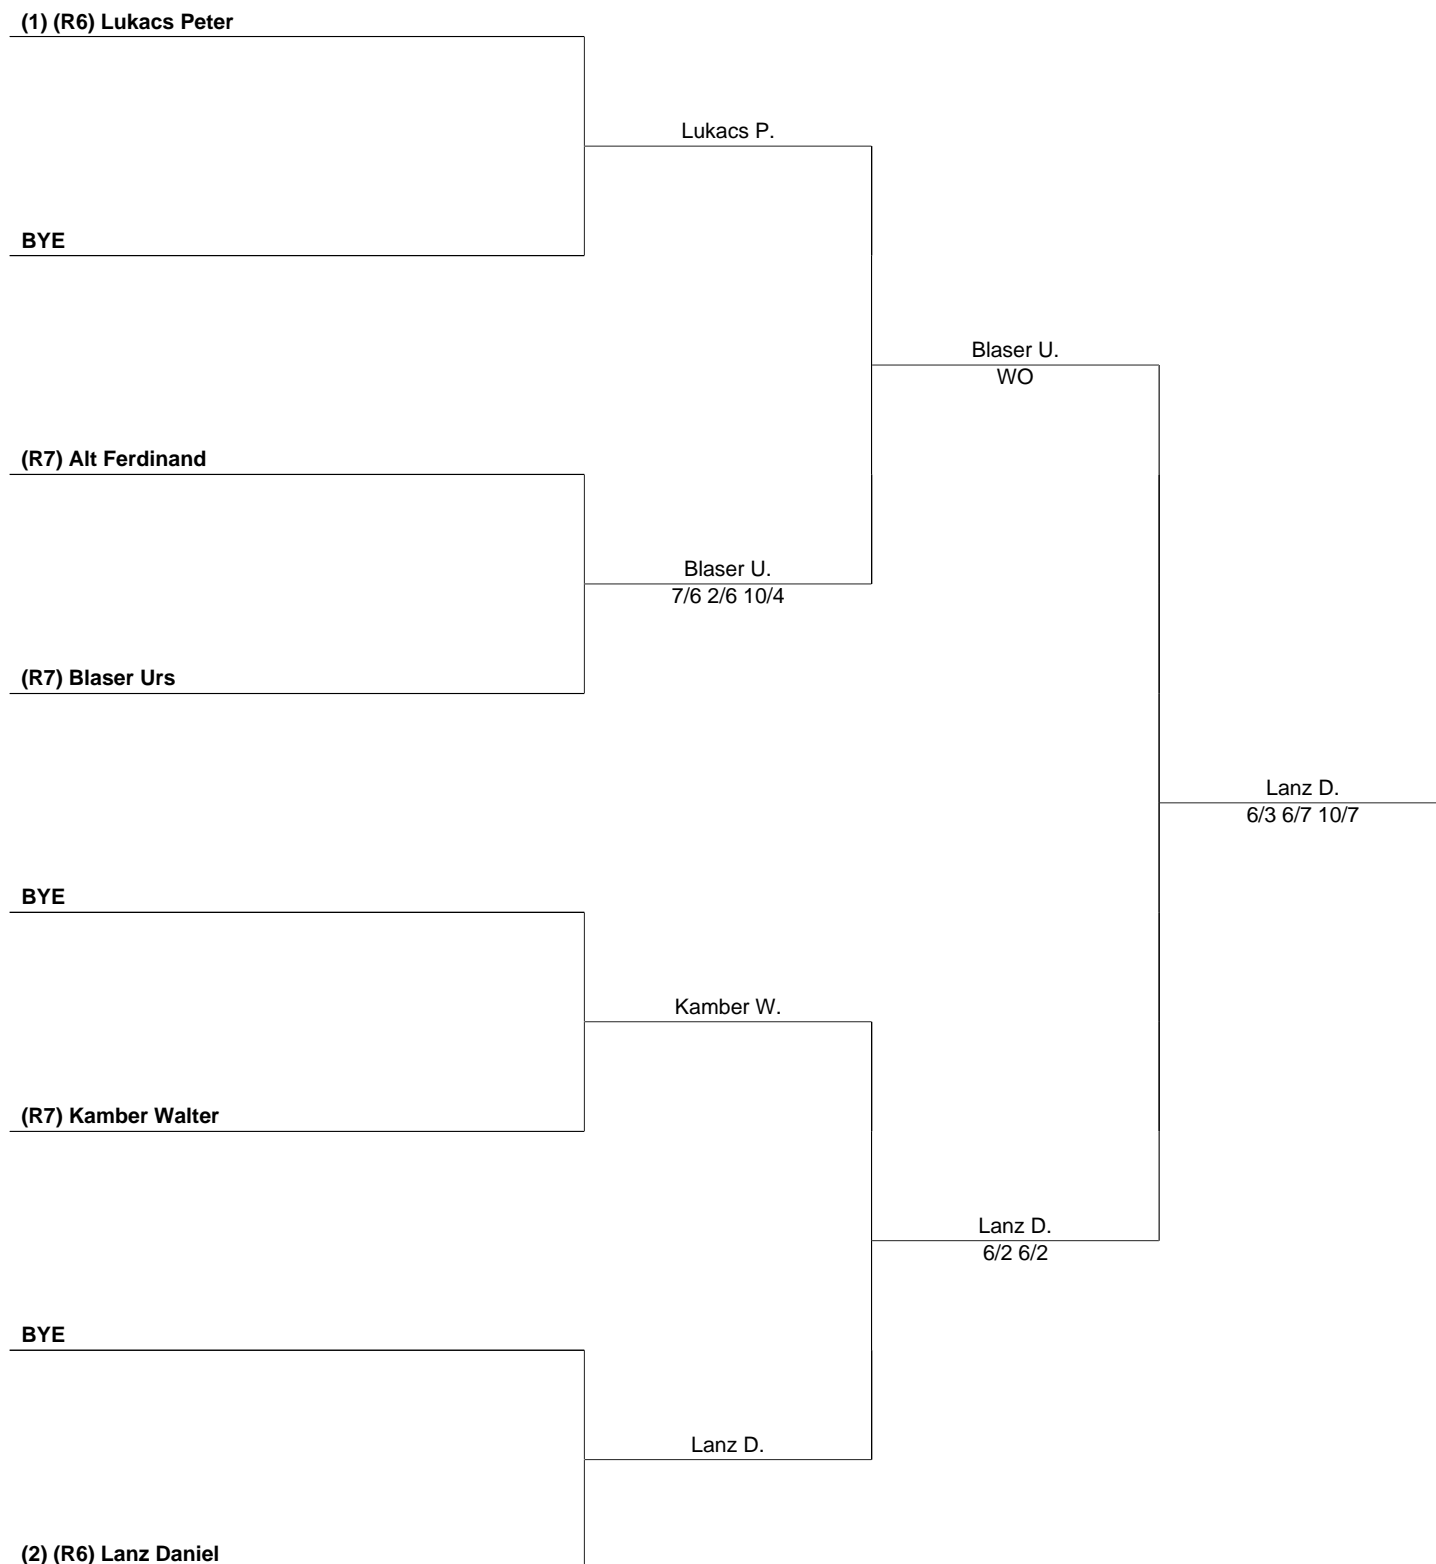 (1) (R6) Lukacs Peter
Lukacs P.
BYE
Blaser U.
WO
(R7) Alt Ferdinand
Blaser U.
7/6 2/6 10/4
(R7) Blaser Urs
Lanz D.
6/3 6/7 10/7
BYE
Kamber W.
(R7) Kamber Walter
Lanz D.
6/2 6/2
BYE
Lanz D.
(2) (R6) Lanz Daniel